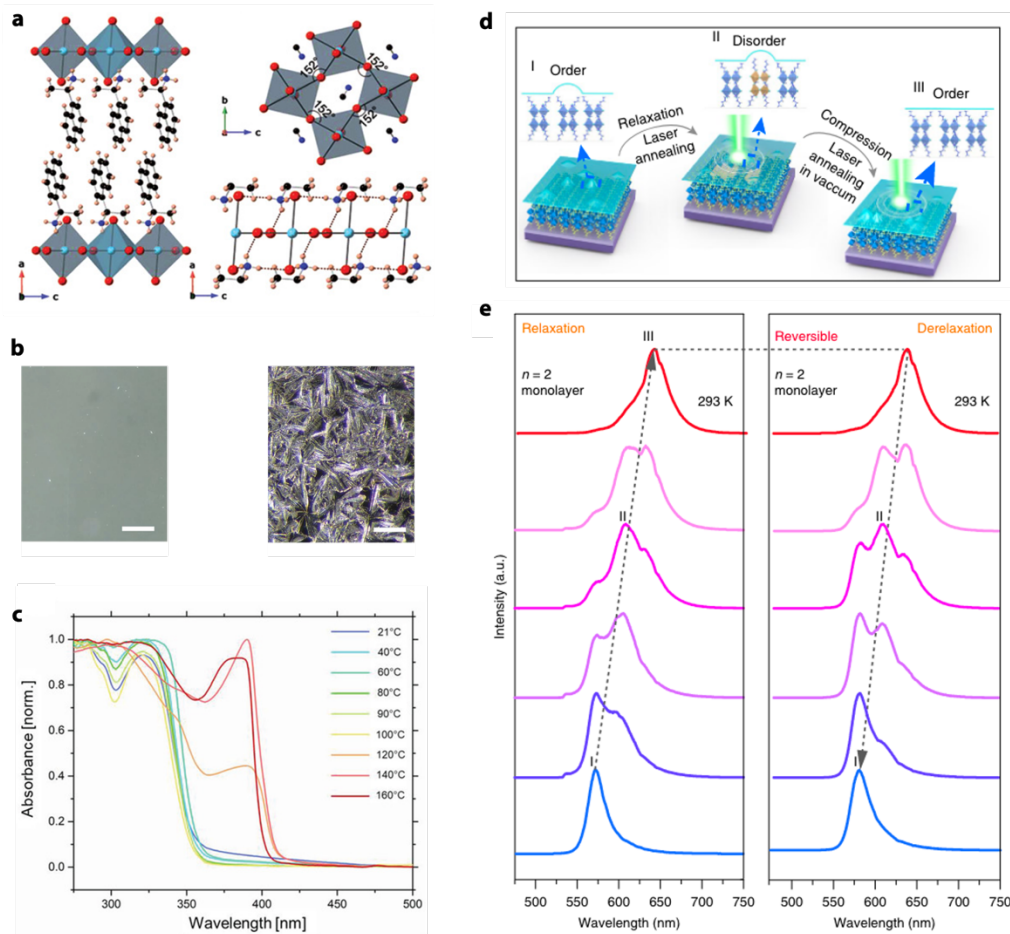 a
152°
152°
152°
152°
b
c
a
b
c
a
b
c
b
c
Absorbance [norm.]
1.0
0.8
0.6
0.4
0.2
0.0
21°C
40°C
60°C
80°C
90°C
100°C
120°C
140°C
160°C
300
350
400
450
500
Wavelength [nm]
d
I
Order
II
Disorder
III
Order
Relaxation
Laser
annealing
Compression
Laser
annealing
in vaccum
e
Intensity (a.u.)
Relaxation
III
n = 2
monolayer
293 K
II
I
500
550
600
650
700
750
Wavelength (nm)
Reversible
Derelaxation
n = 2
monolayer
293 K
II
I
500
550
600
650
700
750
Wavelength (nm)